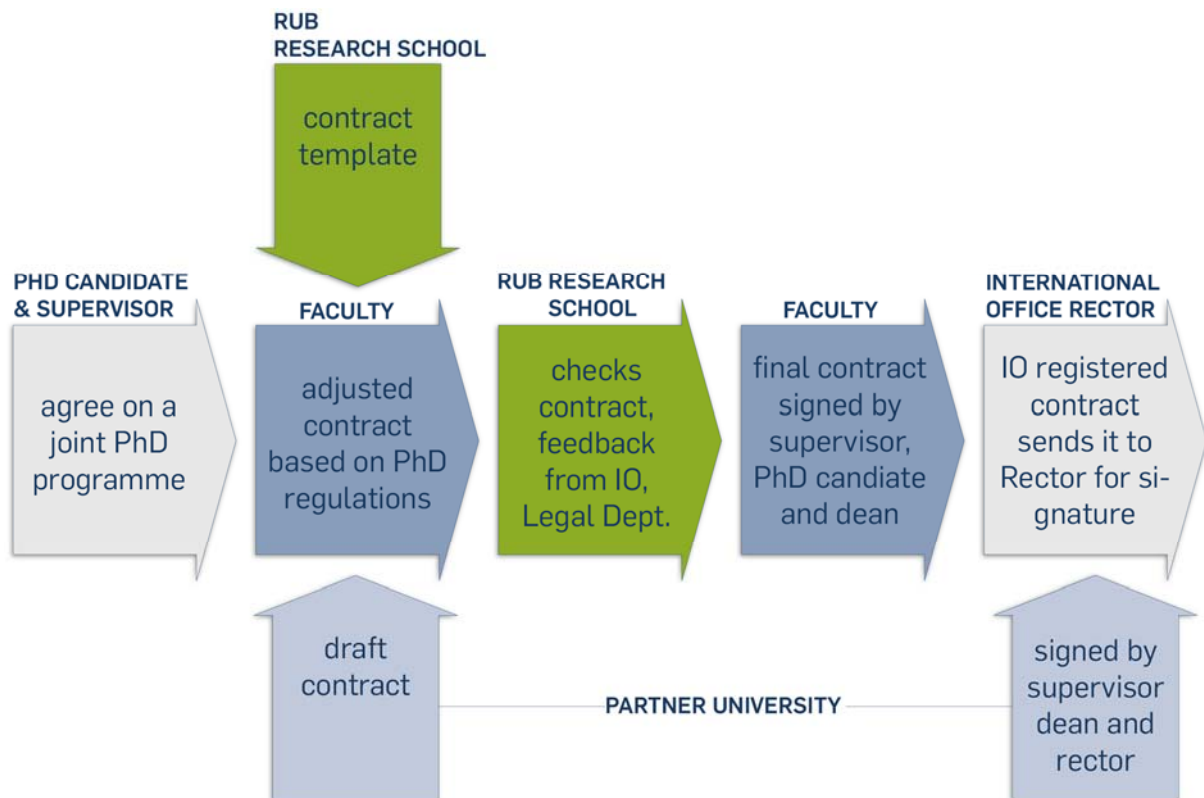 RUB
RESEARCH SCHOOL
contract
template
PHD CANDIDATE
& SUPERVISOR
agree on a
joint PhD
programme
FACULTY
adjusted
contract
based on PhD
regulations
RUB RESEARCH
SCHOOL
checks
contract,
feedback
from IO,
Legal Dept.
FACULTY
final contract
signed by
supervisor,
PhD candiate
and dean
INTERNATIONAL
OFFICE RECTOR
IO registered
contract
sends it to
Rector for si-
gnature
draft
contract
PARTNER UNIVERSITY
signed by
supervisor
dean and
rector